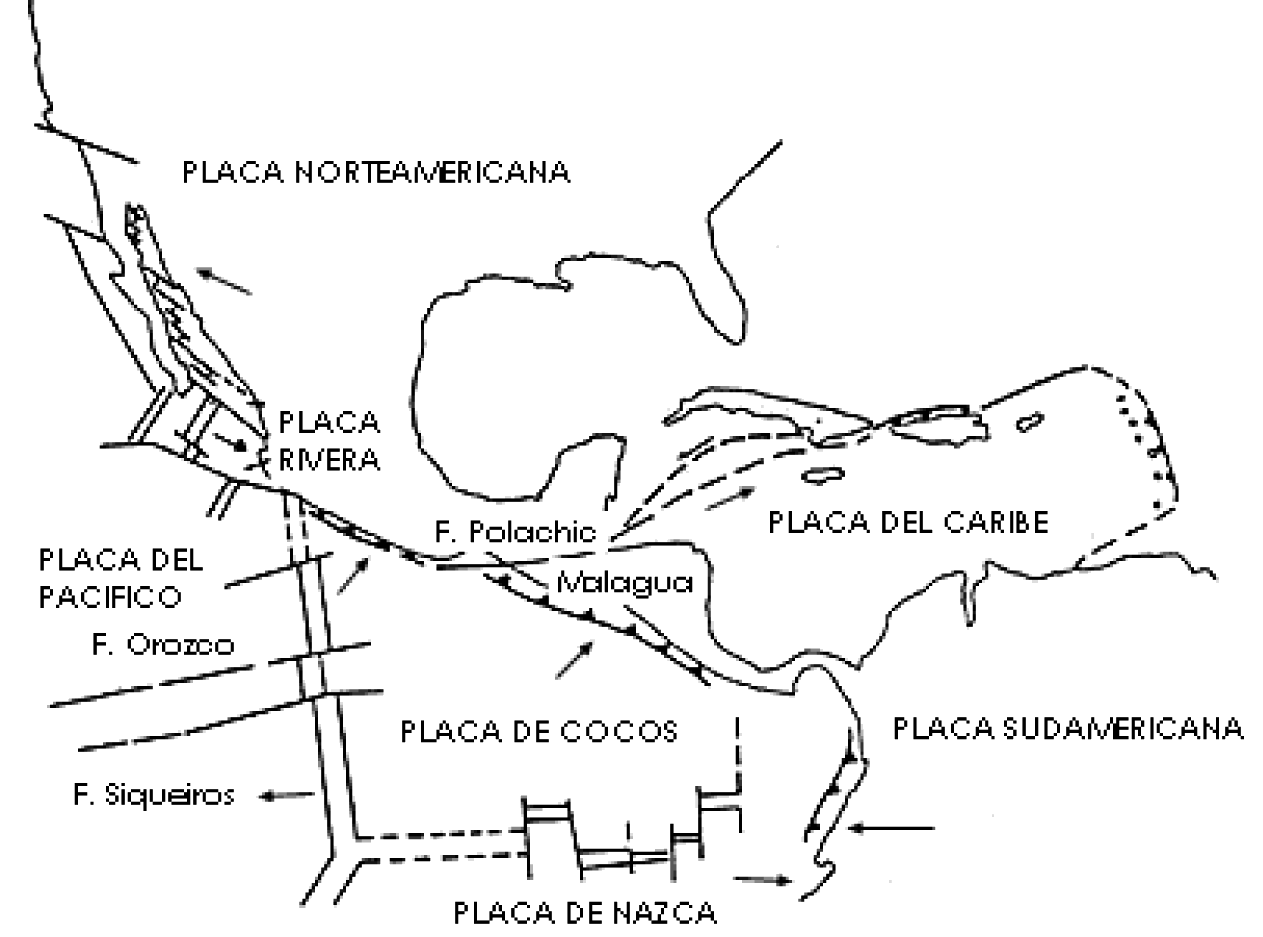 PLACA NORTEAMERICANA
PLACA
RIVERA
F. Polachic
PLACA DEL CARIBE
PLACA DEL
PACIFICO
Malagua
F. Orozco
PLACA DE COCOS
PLACA SUDAMERICANA
F. Siqueiros
PLACA DE NAZCA